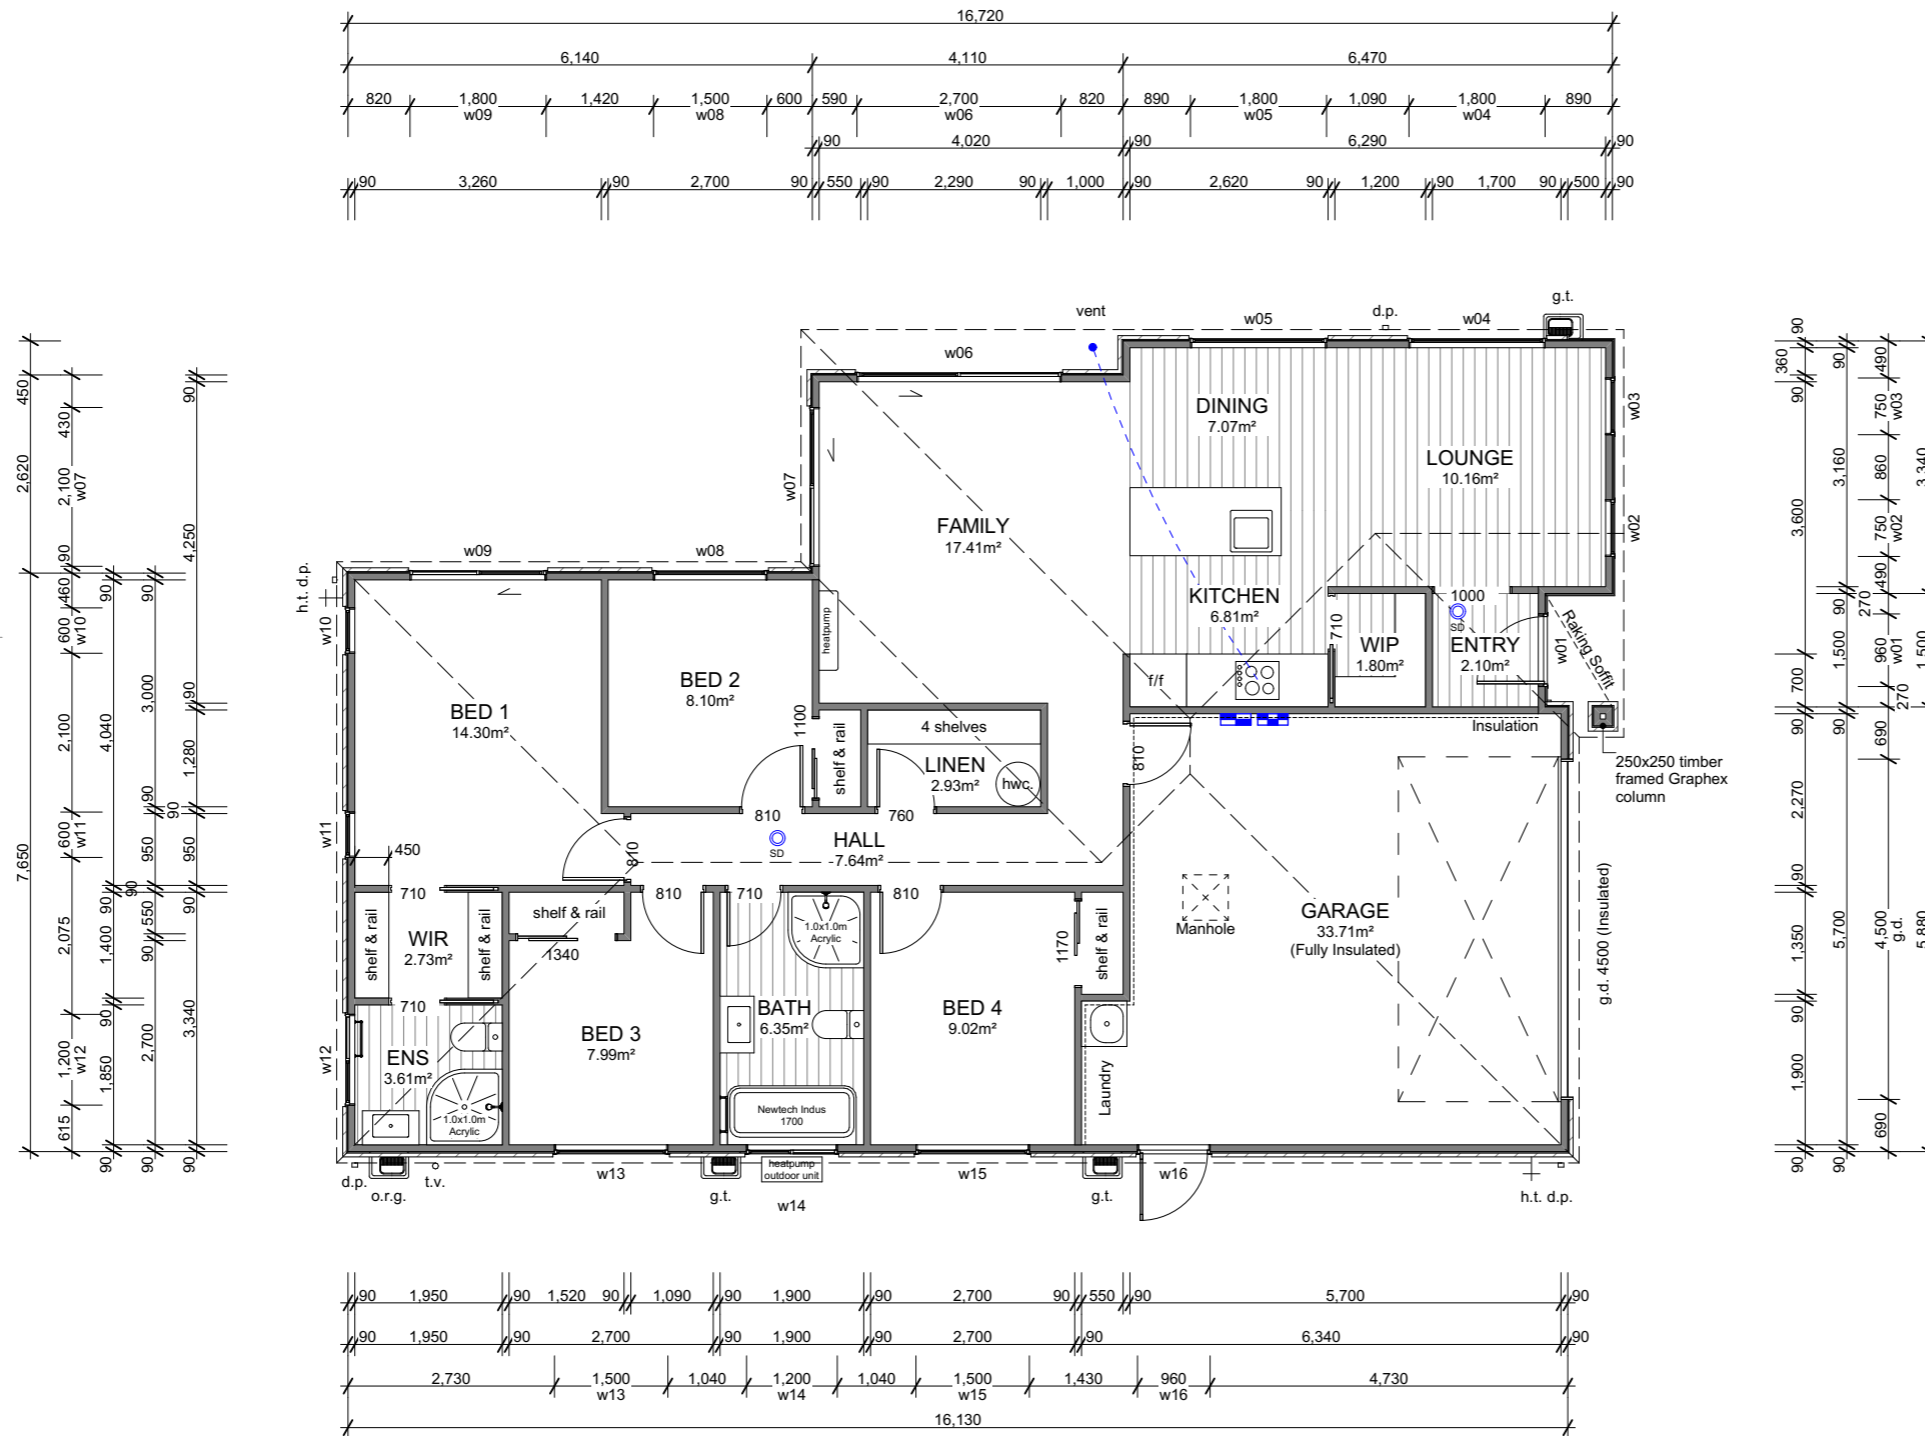 16,720
6,140 4,110 6,470
820 1,800 1,420 1,500 600 590 2,700 820 890 1,800 1,090 1,800 890
w09 w08 w06 w05 w04
90 4,020 90 6,290 90
90 3,260 90 2,700 90 550 90 2,290 90 1,000 90 2,620 90 1,200 90 1,700 90 500 90
g.t.
vent w05 d.p. w04
w06
DINING
7.07m²
w03
LOUNGE
10.16m²
w07
FAMILY
17.41m²
w02
w09 w08
h.t. d.p.
w10
heatpump
KITCHEN
6.81m²
1000
SD
710
WIP
1.80m²
ENTRY
2.10m²
w01
Raking Soffit
f/f
BED 2
8.10m²
BED 1
14.30m²
1100
shelf & rail
4 shelves
LINEN
2.93m²
hwc.
810
Insulation
250x250 timber
framed Graphex
column
810 760
SD
HALL
7.64m²
w11
450
810
710 810 710 810
shelf & rail
WIR
2.73m²
shelf & rail
shelf & rail
1340
1.0x1.0m
Acrylic
1170
shelf & rail
Manhole
GARAGE
33.71m²
(Fully Insulated)
g.d. 4500 (Insulated)
710
BED 3
7.99m²
BATH
6.35m²
BED 4
9.02m²
w12
ENS
3.61m²
1.0x1.0m
Acrylic
Newtech Indus
1700
Laundry
d.p.
o.r.g.
t.v.
w13
g.t.
heatpump
outdoor unit
w14
w15
g.t.
w16
h.t. d.p.
450
2,620
7,650
430
2,100
w07
90
460
600
w10
2,100
600
w11
2,075
1,200
w12
615
90
4,040
90
90
1,400
90
1,850
90
90
3,000
90
90
950
550
90
2,700
90
90
4,250
90
1,280
90
950
90
3,340
90
90
360
90
3,600
700
90
2,270
90
1,350
90
1,900
90
90
3,160
90
1,500
90
5,700
90
490
750
w03
860
750
w02
490
270
960
w01
270
690
4,500
g.d.
690
3,340
1,500
5,880
90 1,950 90 1,520 90 1,090 90 1,900 90 2,700 90 550 90 5,700 90
90 1,950 90 2,700 90 1,900 90 2,700 90 6,340 90
2,730 1,500 1,040 1,200 1,040 1,500 1,430 960 4,730
w13 w14 w15 w16
16,130